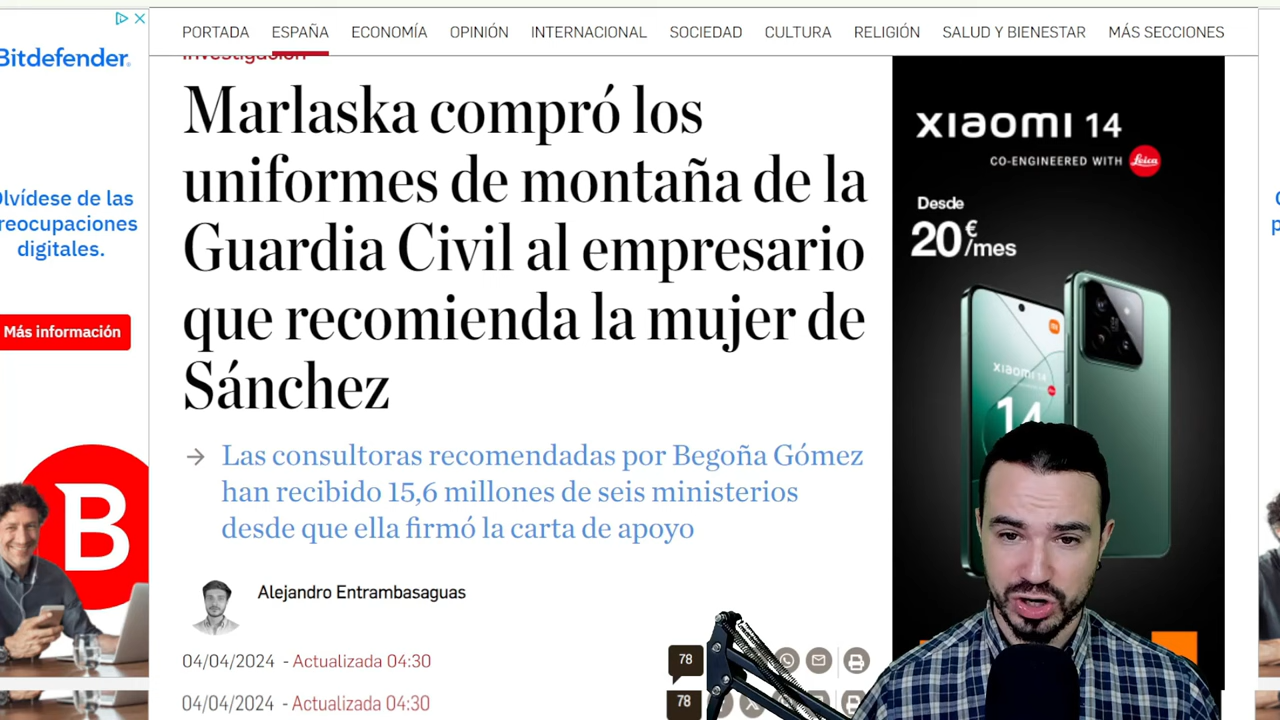 PORTADA ESPAÑA ECONOMÍA OPINIÓN INTERNACIONAL SOCIEDAD CULTURA RELIGIÓN SALUD Y BIENESTAR MÁS SECCIONES
Bitdefender
Olvídese de las
preocupaciones
digitales.
Más información
B
Investigación
Marlaska compró los
uniformes de montaña de la
Guardia Civil al empresario
que recomienda la mujer de
Sánchez
→ Las consultoras recomendadas por Begoña Gómez
han recibido 15,6 millones de seis ministerios
desde que ella firmó la carta de apoyo
Alejandro Entrambasaguas
04/04/2024 - Actualizada 04:30
78
04/04/2024 - Actualizada 04:30
78
XIAOMI 14
CO-ENGINEERED WITH Leica
Desde
20€/mes
XIAOMI 14
14